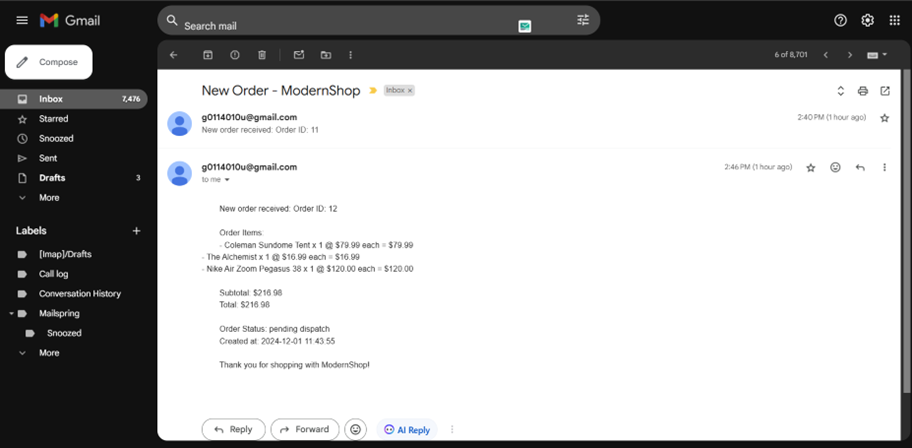 Gmail
Search mail
Compose
6 of 8,701
Inbox 7,476
Starred
Snoozed
Sent
Drafts 3
More
Labels +
[Imap]/Drafts
Call log
Conversation History
Mailspring
Snoozed
More
New Order - ModernShop Inbox x
g0114010u@gmail.com 2:40 PM (1 hour ago)
New order received: Order ID: 11
g0114010u@gmail.com 2:46 PM (1 hour ago)
to me
New order received: Order ID: 12
Order Items:
- Coleman Sundome Tent x 1 @ $79.99 each = $79.99
- The Alchemist x 1 @ $16.99 each = $16.99
- Nike Air Zoom Pegasus 38 x 1 @ $120.00 each = $120.00
Subtotal: $216.98
Total: $216.98
Order Status: pending dispatch
Created at: 2024-12-01 11:43:55
Thank you for shopping with ModernShop!
Reply Forward AI Reply